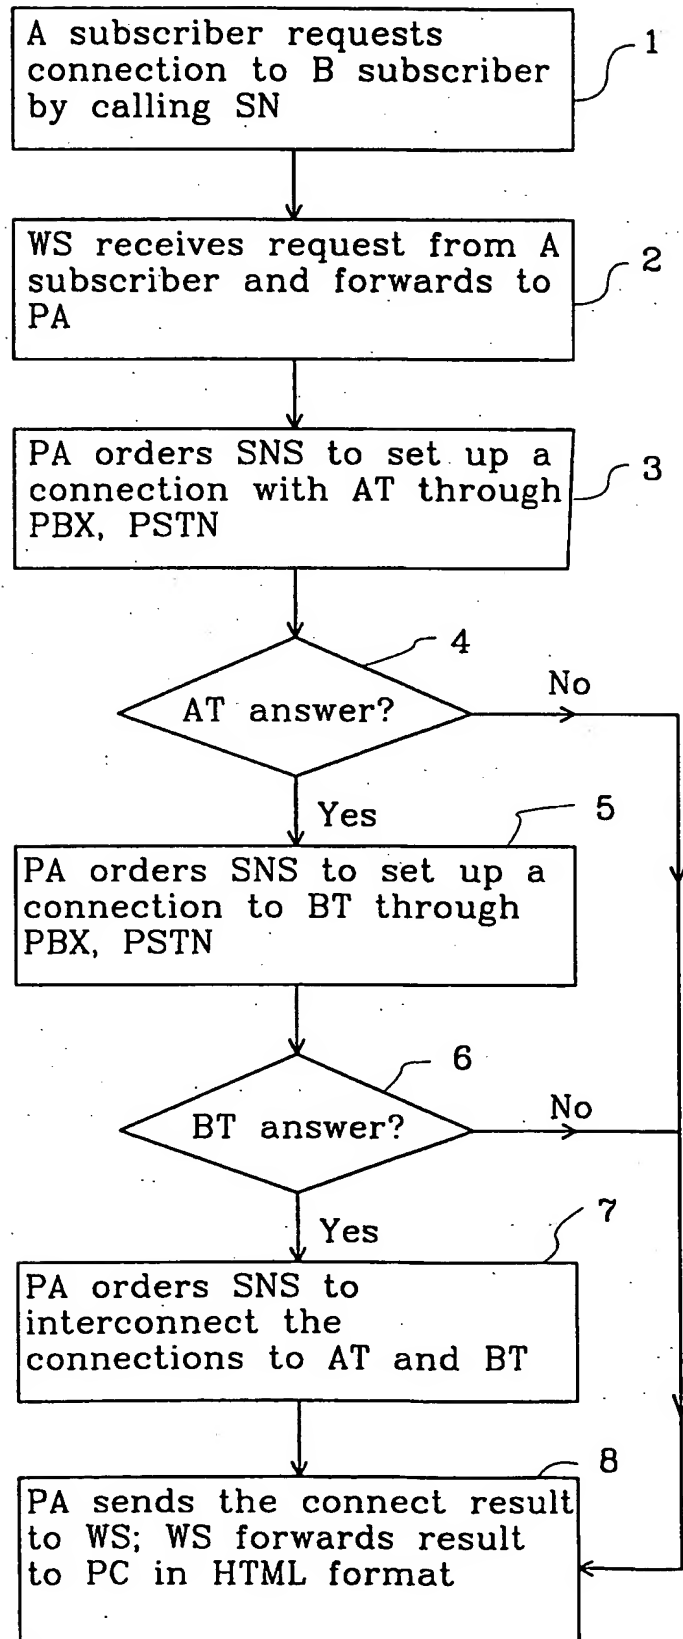 A subscriber requests
connection to B subscriber
by calling SN
1
WS receives request from A
subscriber and forwards to
PA
2
PA orders SNS to set up a
connection with AT through
PBX, PSTN
3
4
AT answer?
No
Yes
5
PA orders SNS to set up a
connection to BT through
PBX, PSTN
6
BT answer?
No
Yes
7
PA orders SNS to
interconnect the
connections to AT and BT
8
PA sends the connect result
to WS; WS forwards result
to PC in HTML format